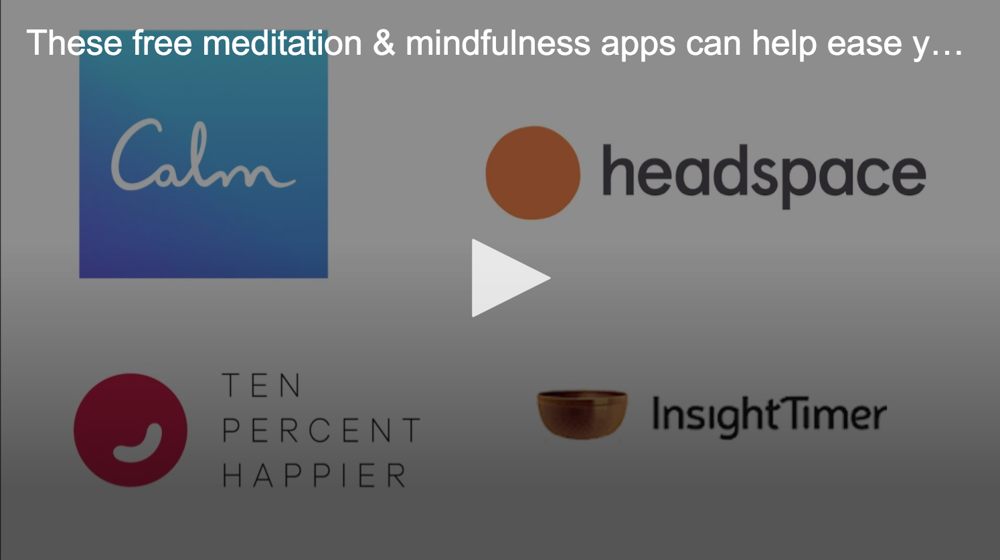 These free meditation & mindfulness apps can help ease y…
Calm
headspace
TEN
PERCENT
HAPPIER
InsightTimer